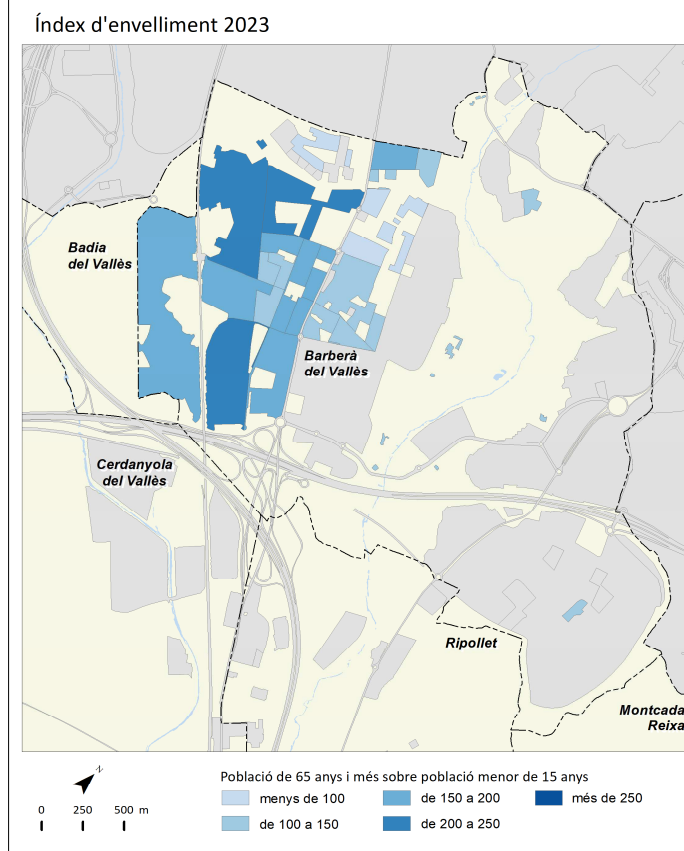 Índex d'envelliment 2023
Badia
del Vallès
Barberà
del Vallès
Cerdanyola
del Vallès
Ripollet
Montcada
Reixa
N
0 250 500 m
Població de 65 anys i més sobre població menor de 15 anys
menys de 100
de 150 a 200
més de 250
de 100 a 150
de 200 a 250